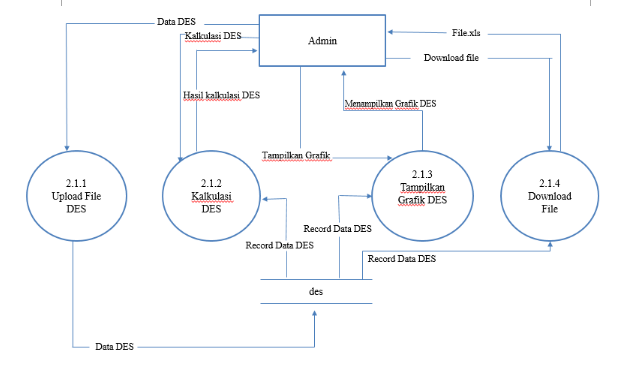 Data DES
Kalkulasi DES
Admin
File.xls
Download file
Hasil kalkulasi DES
Menampilkan Grafik DES
Tampilkan Grafik
2.1.1
Upload File
DES
2.1.2
Kalkulasi
DES
2.1.3
Tampilkan
Grafik DES
2.1.4
Download
File
Record Data DES
Record Data DES
Record Data DES
des
Data DES